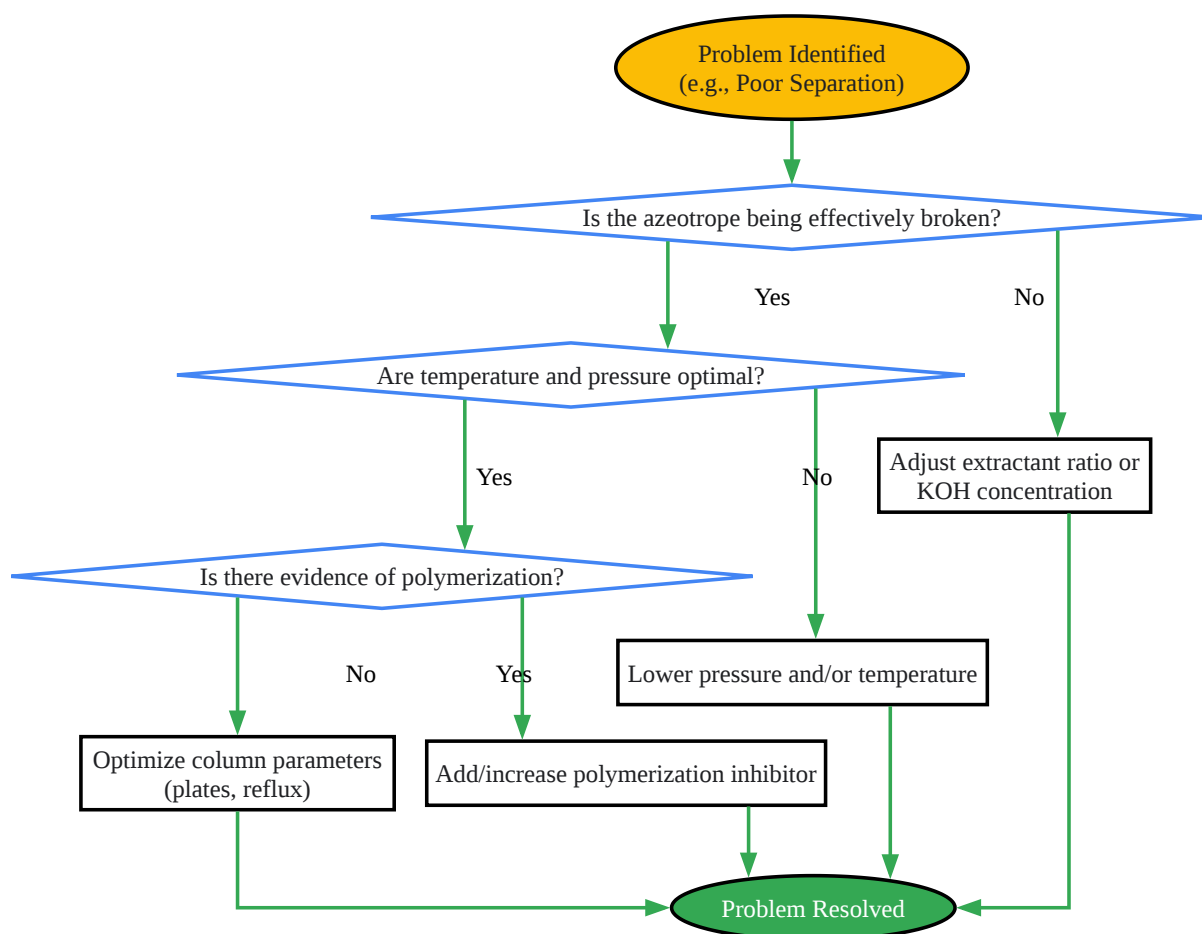 Problem Identified
(e.g., Poor Separation)
Is the azeotrope being effectively broken?
Yes
No
Are temperature and pressure optimal?
Adjust extractant ratio or
KOH concentration
Yes
No
Is there evidence of polymerization?
No
Yes
Lower pressure and/or temperature
Optimize column parameters
(plates, reflux)
Add/increase polymerization inhibitor
Problem Resolved